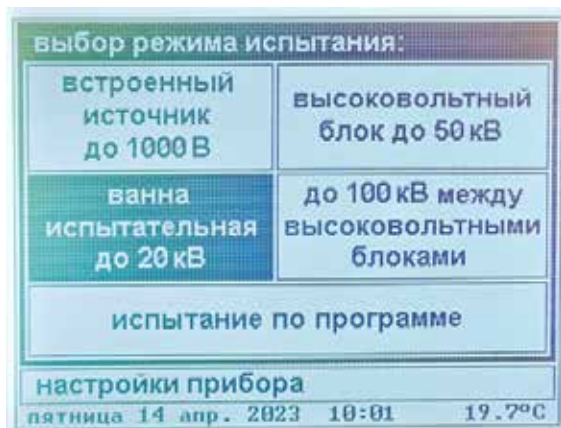 выбор режима испытания:
встроенный
источник
до 1000 В
высоковольтный
блок до 50 кВ
ванна
испытательная
до 20 кВ
до 100 кВ между
высоковольтными
блоками
испытание по программе
настройки прибора
пятница 14 апр. 2023 10:01 19.7°C